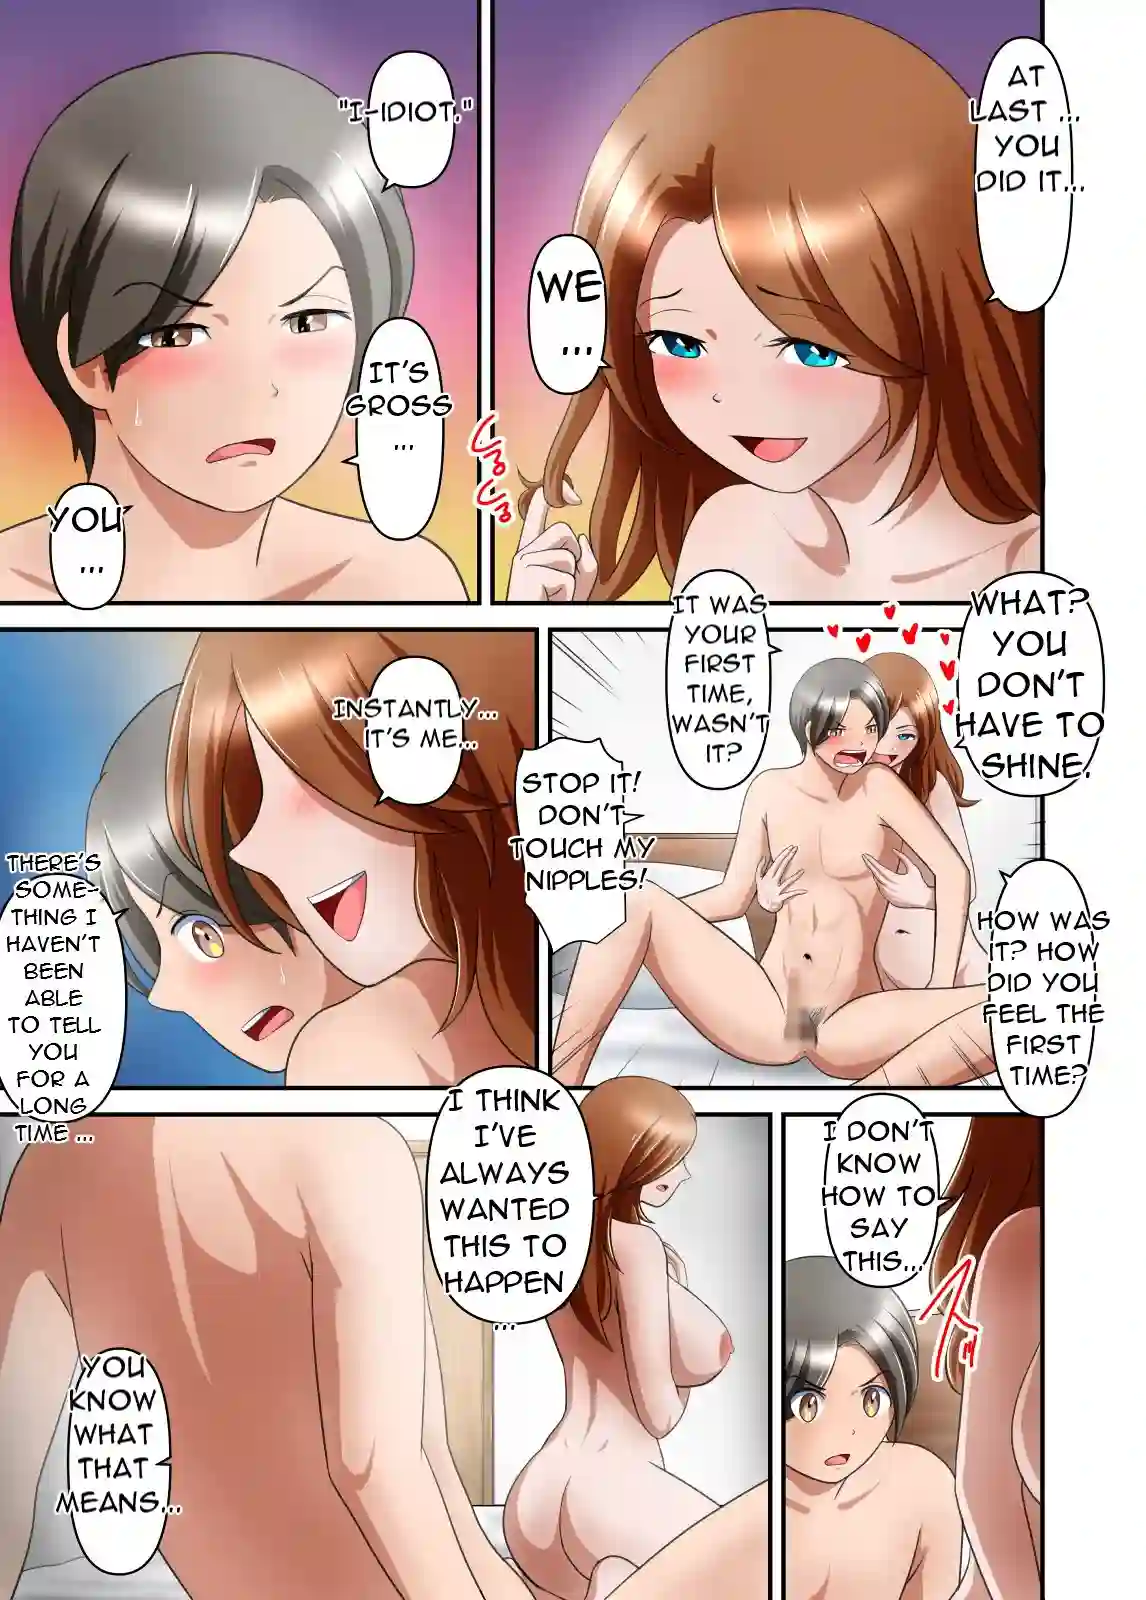 AT
LAST ...
YOU
DID IT...
WE
...
"I-IDIOT."
IT'S
GROSS
...
YOU
...
WHAT?
YOU
DON'T
HAVE TO
SHINE.
IT WAS
YOUR
FIRST
TIME,
WASN'T
IT?
HOW WAS
IT? HOW
DID YOU
FEEL THE
FIRST
TIME?
STOP IT!
DON'T
TOUCH MY
NIPPLES!
INSTANTLY...
IT'S ME...
THERE'S
SOME-
THING I
HAVEN'T
BEEN
ABLE
TO TELL
YOU
FOR A
LONG
TIME ...
I DON'T
KNOW
HOW TO
SAY
THIS...
I THINK
I'VE
ALWAYS
WANTED
THIS TO
HAPPEN
...
YOU
KNOW
WHAT
THAT
MEANS...